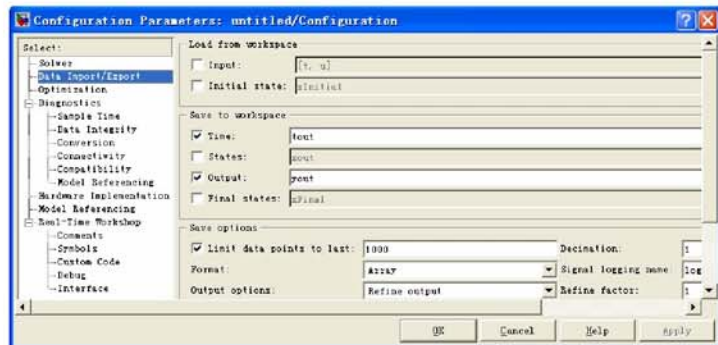 Configuration Parameters: untitled/Configuration
Select:
Solver
Data Import/Export
Optimization
Diagnostics
Sample Time
Data Integrity
Conversion
Connectivity
Compatibility
Model Referencing
Hardware Implementation
Model Referencing
Real-Time Workshop
Comments
Symbols
Custom Code
Debug
Interface
Load from workspace
Input: [t, u]
Initial state: xInitial
Save to workspace
Time: tout
States: xout
Output: yout
Final states: xFinal
Save options
Limit data points to last: 1000 Decimation: 1
Format: Array Signal logging name log
Output options: Refine output Refine factor: 1
OK Cancel Help Apply